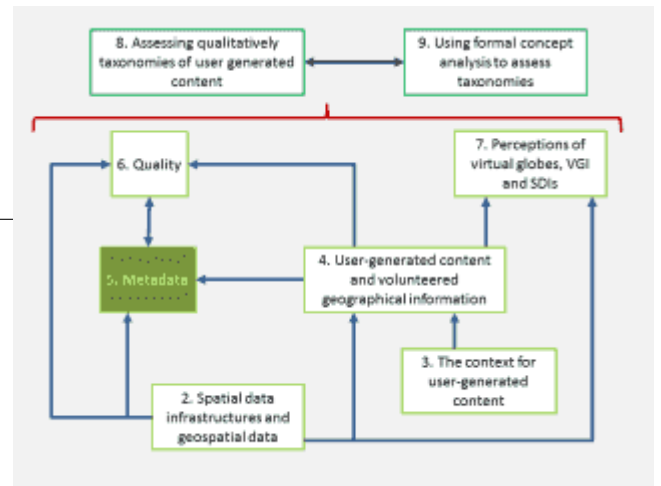 8. Assessing qualitatively
taxonomies of user generated
content
9. Using formal concept
analysis to assess
taxonomies
6. Quality
7. Perceptions of
virtual globes, VGI
and SDIs
5. Metadata
4. User-generated content
and volunteered
geographical information
3. The context for
user-generated
content
2. Spatial data
infrastructures and
geospatial data